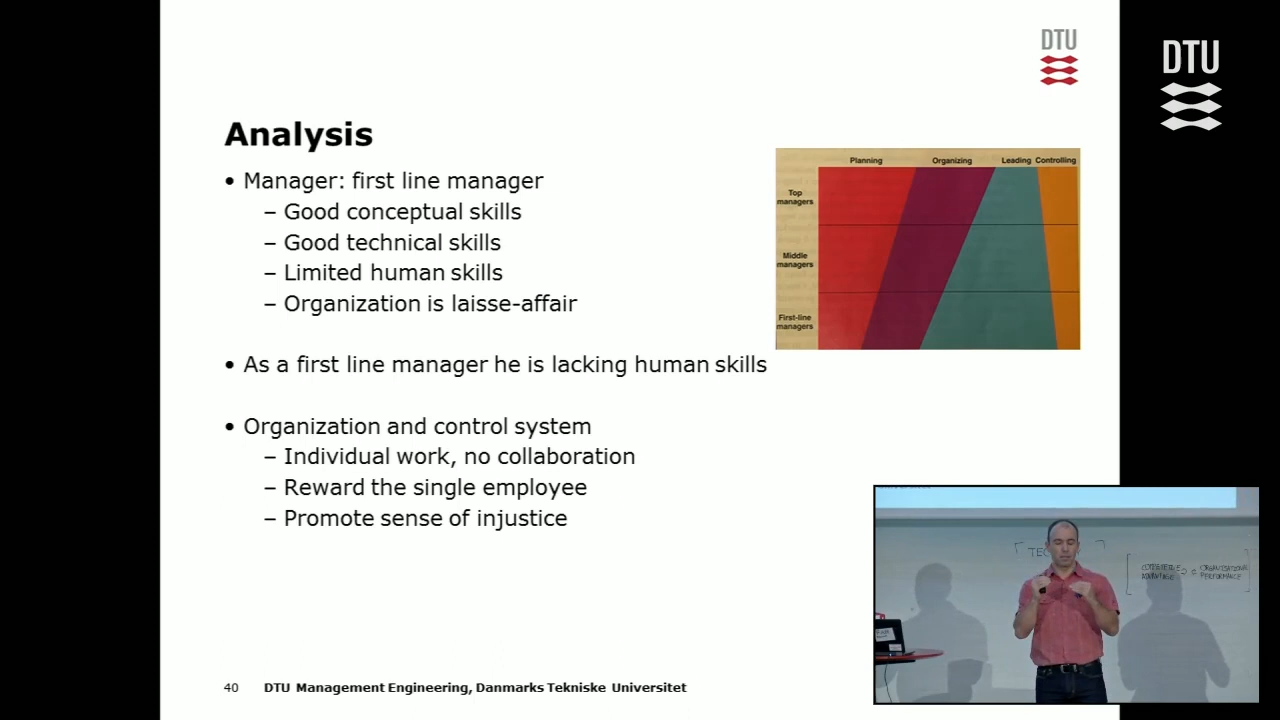 DTU
DTU
Analysis
• Manager: first line manager
– Good conceptual skills
– Good technical skills
– Limited human skills
– Organization is laisse-affair
• As a first line manager he is lacking human skills
• Organization and control system
– Individual work, no collaboration
– Reward the single employee
– Promote sense of injustice
Planning Organizing Leading Controlling
Top
managers
Middle
managers
First-line
managers
TEC
PERFORMANCE
40 DTU Management Engineering, Danmarks Tekniske Universitet